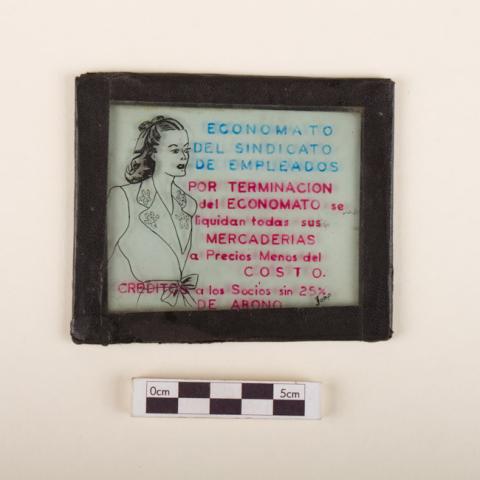 ECONOMATO
DEL SINDICATO
DE EMPLEADOS
POR TERMINACION
del ECONOMATO se
liquidan todas sus
MERCADERIAS
a Precios Menos del
COSTO.
CREDITOS a los Socios sin 25%.
DE ABONO
0cm 5cm